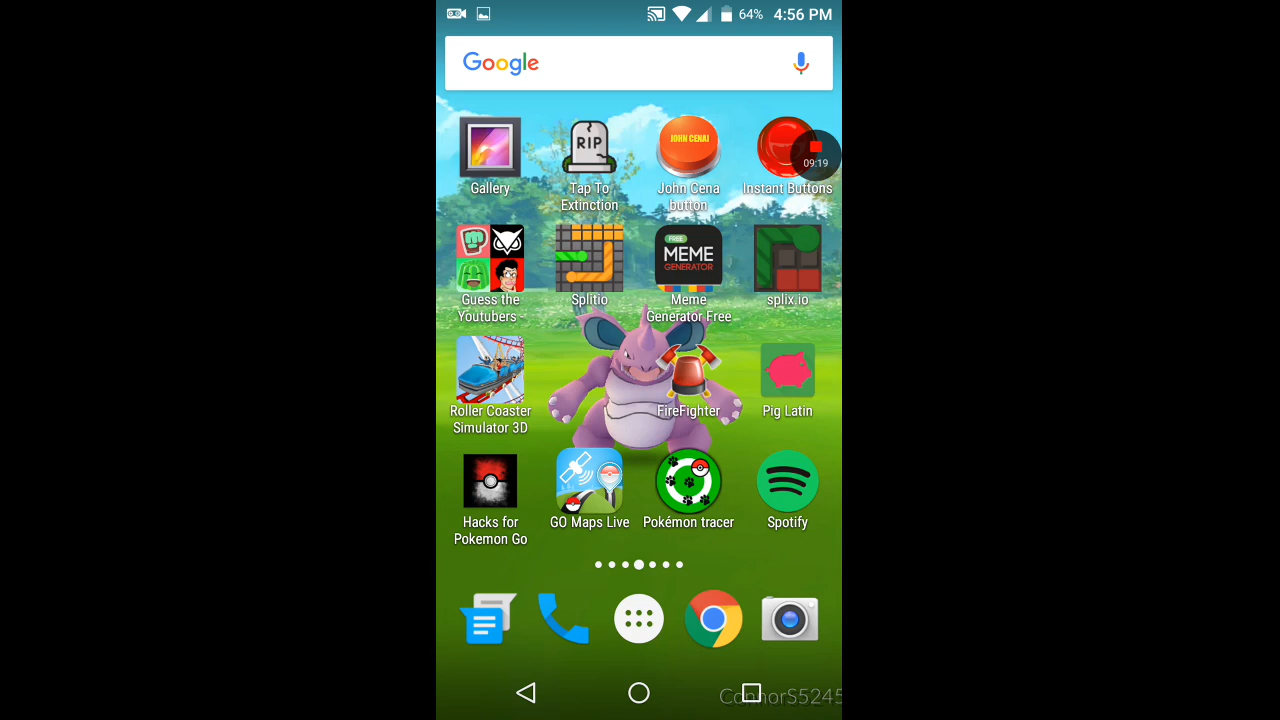 64% 4:56 PM
Google
RIP
JOHN CENA!
09:19
Gallery
Tap To
Extinction
John Cena
button
Instant Buttons
FREE
MEME
GENERATOR
Guess the
Youtubers -
Splitio
Meme
Generator Free
splix.io
Roller Coaster
Simulator 3D
FireFighter
Pig Latin
Hacks for
Pokemon Go
GO Maps Live
Pokémon tracer
Spotify
ConnorS5245